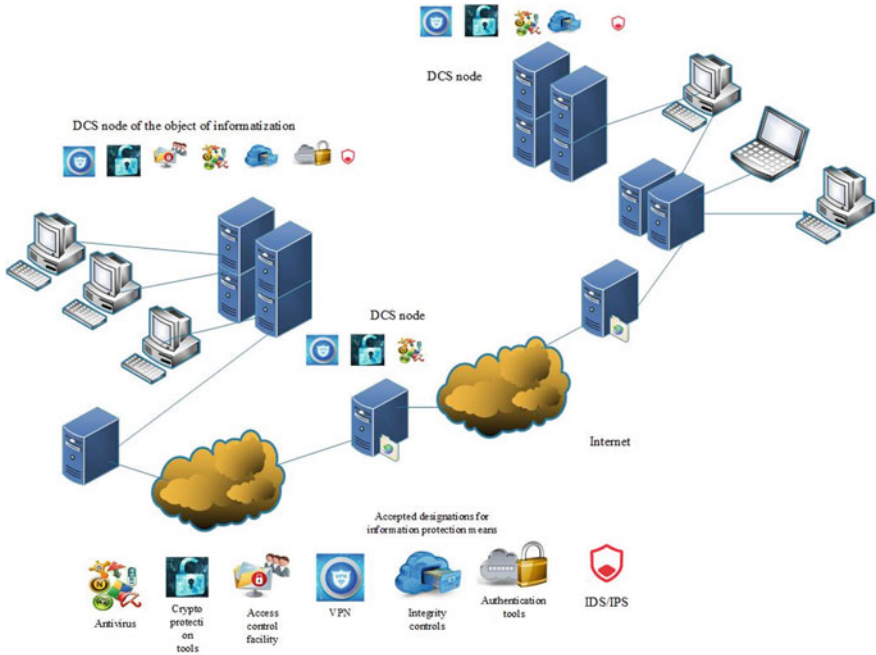 DCS node
DCS node of the object of informatization
DCS node
Internet
Accepted designations for
information protection means
Antivirus
Crypto
protecti
on
tools
Access
control
facility
VPN
VPN
Integrity
controls
Authentication
tools
IDS/IPS